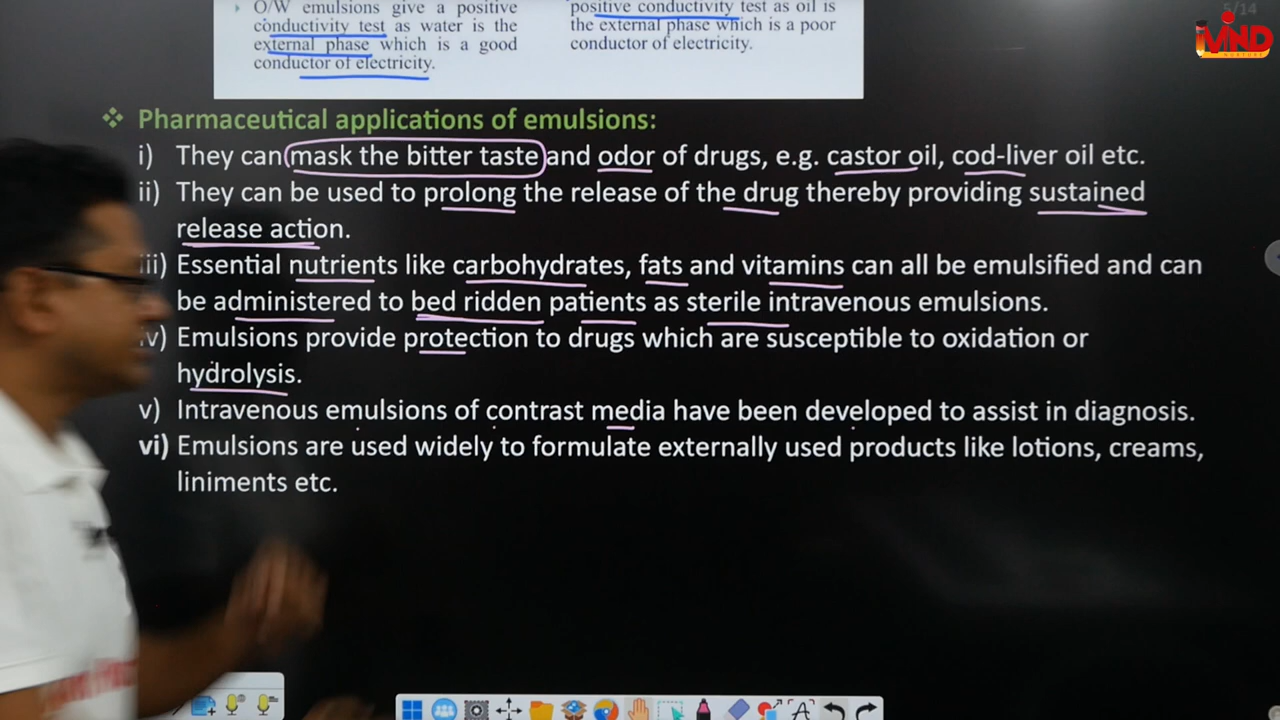 O/W emulsions give a positive
conductivity test as water is the
external phase which is a good
conductor of electricity.
positive conductivity test as oil is
the external phase which is a poor
conductor of electricity.
5/14
MIND
Pharmaceutical applications of emulsions:
i) They can mask the bitter taste and odor of drugs, e.g. castor oil, cod-liver oil etc.
ii) They can be used to prolong the release of the drug thereby providing sustained
release action.
iii) Essential nutrients like carbohydrates, fats and vitamins can all be emulsified and can
be administered to bed ridden patients as sterile intravenous emulsions.
iv) Emulsions provide protection to drugs which are susceptible to oxidation or
hydrolysis.
v) Intravenous emulsions of contrast media have been developed to assist in diagnosis.
vi) Emulsions are used widely to formulate externally used products like lotions, creams,
liniments etc.